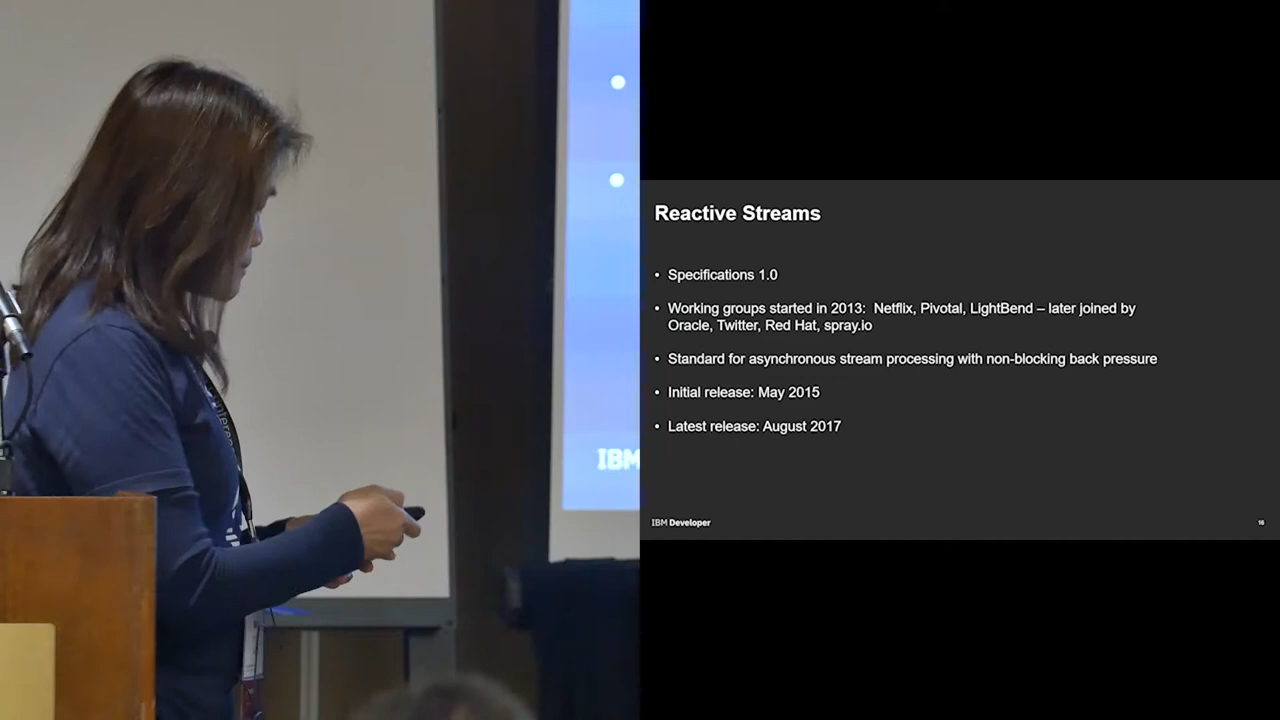 Reactive Streams
• Specifications 1.0
• Working groups started in 2013: Netflix, Pivotal, LightBend – later joined by
Oracle, Twitter, Red Hat, spray.io
• Standard for asynchronous stream processing with non-blocking back pressure
• Initial release: May 2015
• Latest release: August 2017
IBM Developer
16
IBM